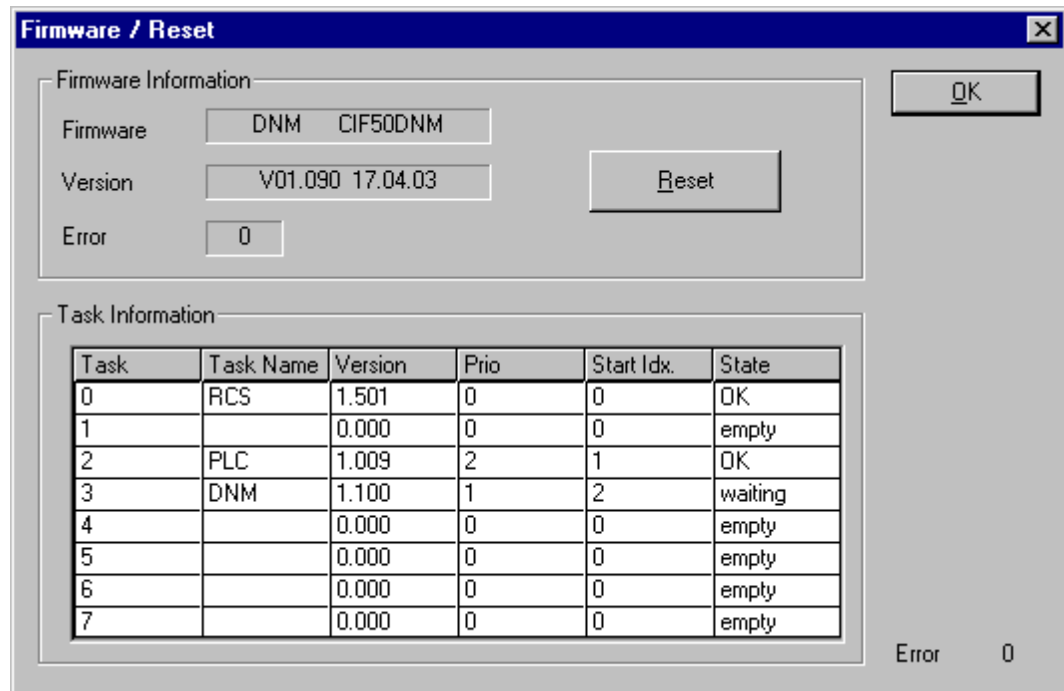 Firmware / Reset
Firmware Information
OK
Firmware DNM CIF50DNM
Version V01.090 17.04.03
Reset
Error 0
Task Information
Task Task Name Version Prio Start Idx. State
0 RCS 1.501 0 0 OK
1 0.000 0 0 empty
2 PLC 1.009 2 1 OK
3 DNM 1.100 1 2 waiting
4 0.000 0 0 empty
5 0.000 0 0 empty
6 0.000 0 0 empty
7 0.000 0 0 empty
Error 0